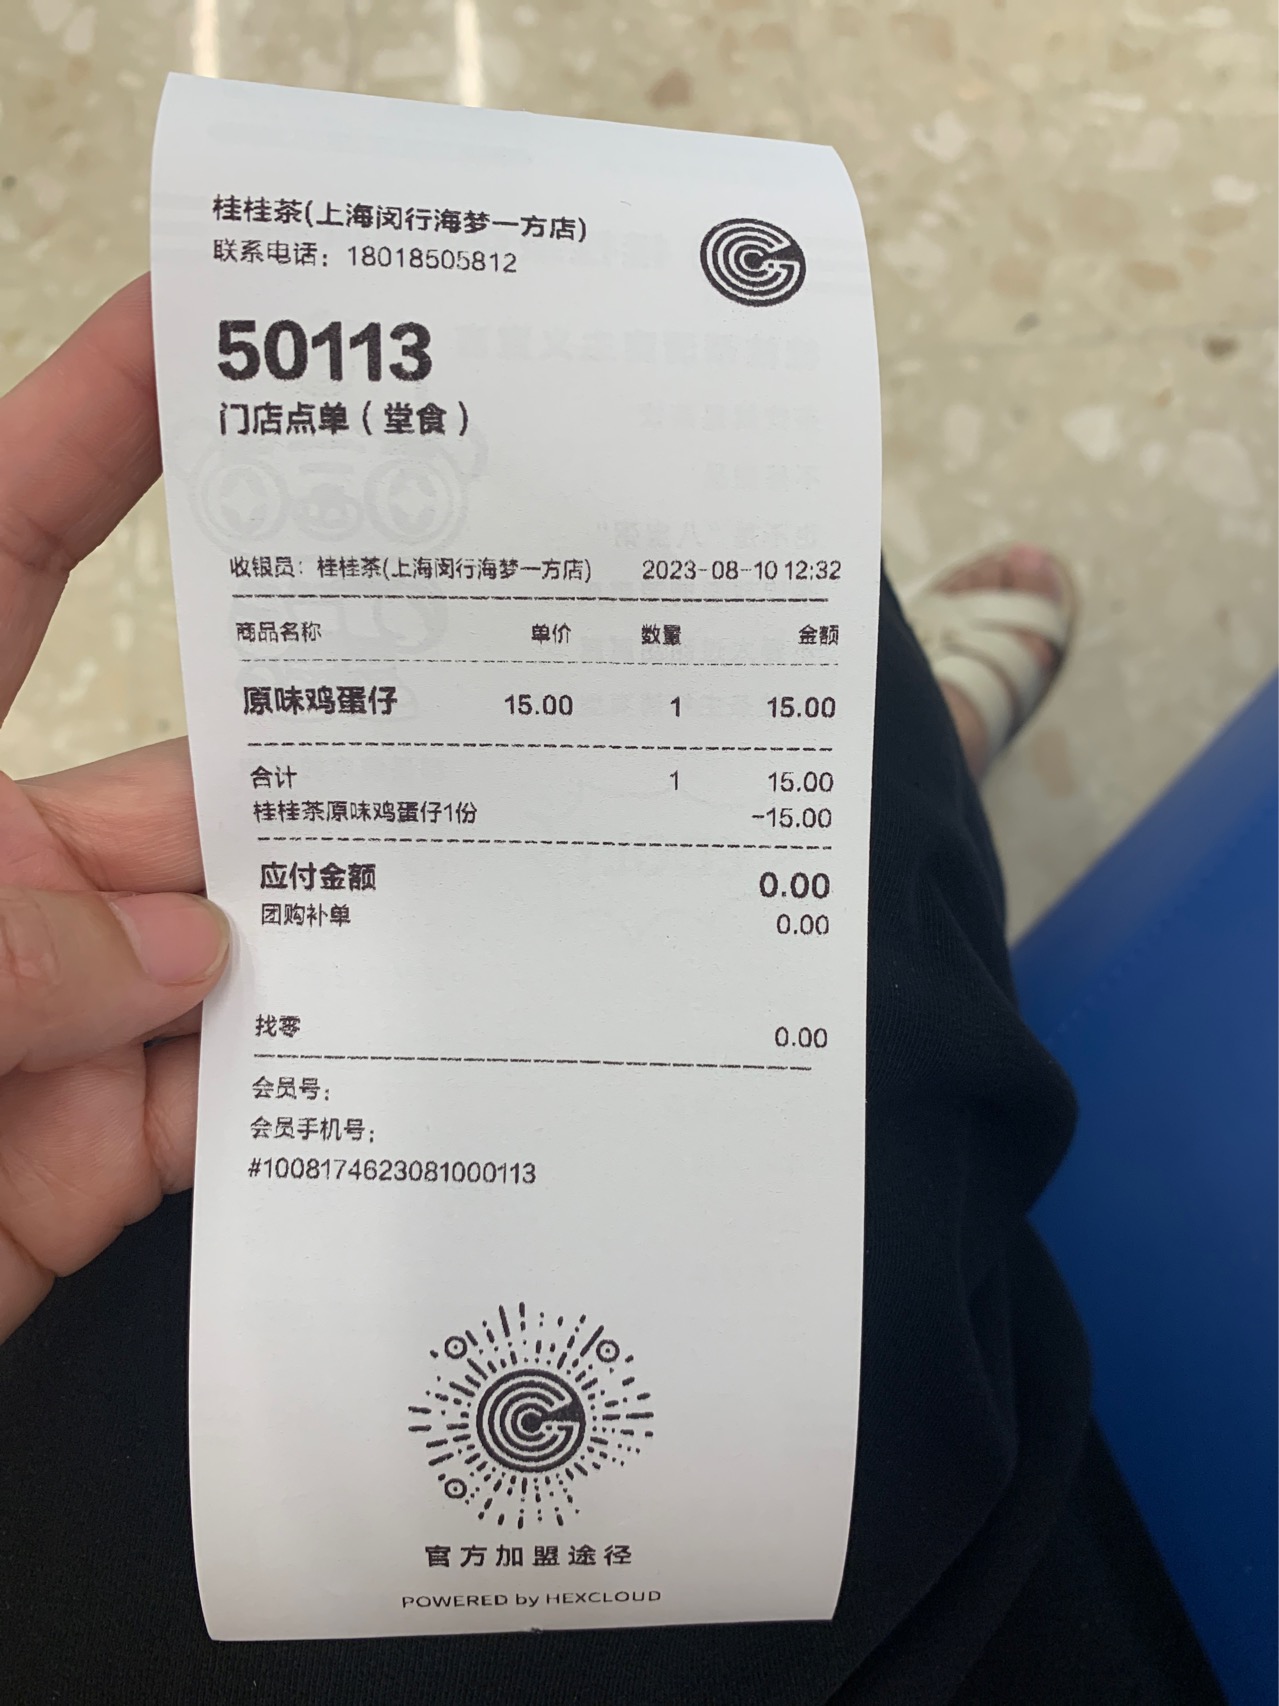 桂桂茶(上海闵行海梦一方店)
联系电话：18018505812
50113
门店点单（堂食）
收银员：桂桂茶(上海闵行海梦一方店) 2023-08-10 12:32
商品名称 单价 数量 金额
原味鸡蛋仔 15.00 1 15.00
合计 1 15.00
桂桂茶原味鸡蛋仔1份 -15.00
应付金额 0.00
团购补单 0.00
找零 0.00
会员号：
会员手机号：
#1008174623081000113
官方加盟途径
POWERED by HEXCLOUD